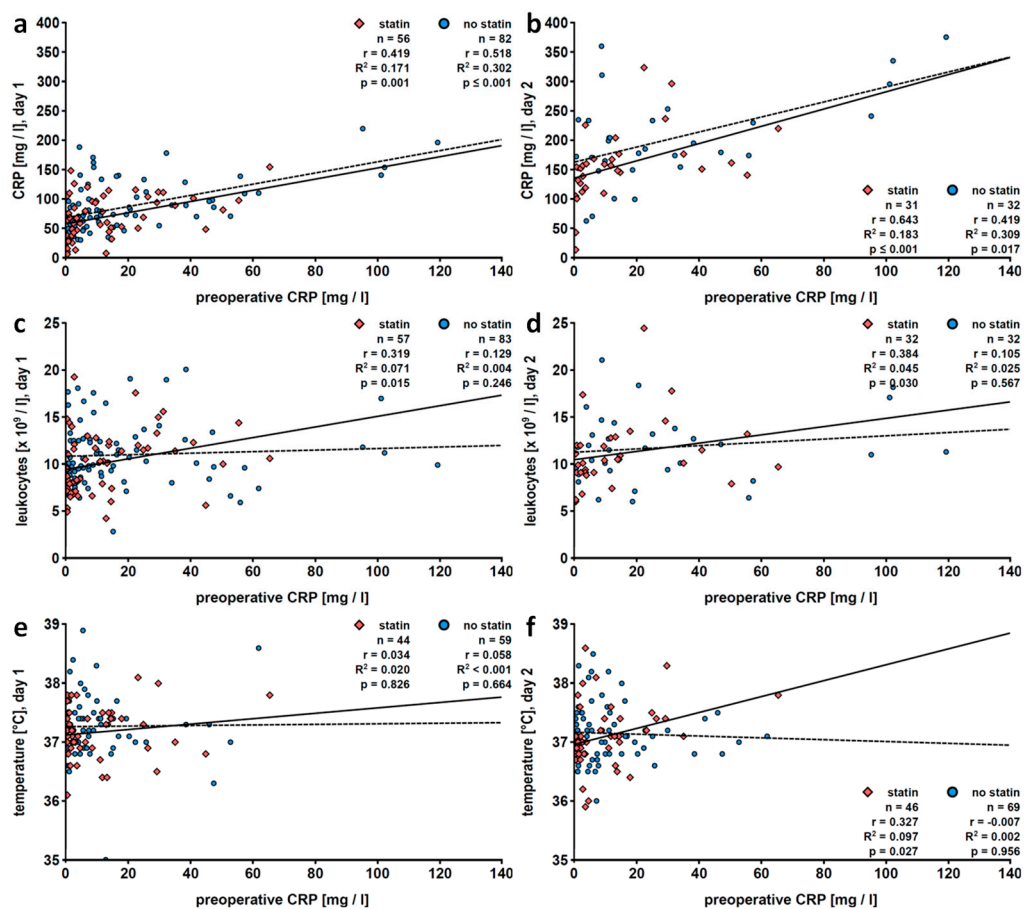 a
CRP [mg / l], day 1
400
350
300
250
200
150
100
50
0
statin no statin
n = 56 n = 82
r = 0.419 r = 0.518
R² = 0.171 R² = 0.302
p = 0.001 p ≤ 0.001
0 20 40 60 80 100 120 140
preoperative CRP [mg / l]
b
CRP [mg / l], day 2
400
350
300
250
200
150
100
50
0
statin no statin
n = 31 n = 32
r = 0.643 r = 0.419
R² = 0.183 R² = 0.309
p ≤ 0.001 p = 0.017
0 20 40 60 80 100 120 140
preoperative CRP [mg / l]
c
leukocytes [x 10⁹ / l], day 1
25
20
15
10
5
0
statin no statin
n = 57 n = 83
r = 0.319 r = 0.129
R² = 0.071 R² = 0.004
p = 0.015 p = 0.246
0 20 40 60 80 100 120 140
preoperative CRP [mg / l]
d
leukocytes [x 10⁹ / l], day 2
25
20
15
10
5
0
statin no statin
n = 32 n = 32
r = 0.384 r = 0.105
R² = 0.045 R² = 0.025
p = 0.030 p = 0.567
0 20 40 60 80 100 120 140
preoperative CRP [mg / l]
e
temperature [°C], day 1
39
38
37
36
35
statin no statin
n = 44 n = 59
r = 0.034 r = 0.058
R² = 0.020 R² < 0.001
p = 0.826 p = 0.664
0 20 40 60 80 100 120 140
preoperative CRP [mg / l]
f
temperature [°C], day 2
39
38
37
36
35
statin no statin
n = 46 n = 69
r = 0.327 r = -0.007
R² = 0.097 R² = 0.002
p = 0.027 p = 0.956
0 20 40 60 80 100 120 140
preoperative CRP [mg / l]